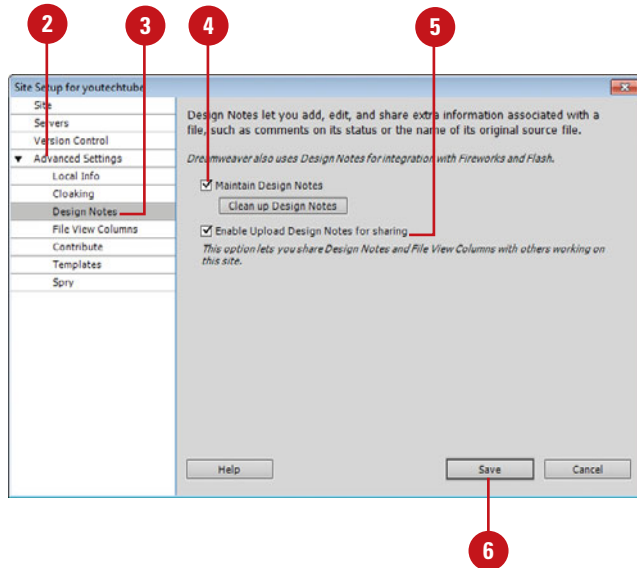 2
3
4
5
Site Setup for youtechtube
Site
Servers
Version Control
Advanced Settings
Local Info
Cloaking
Design Notes
File View Columns
Contribute
Templates
Spry
Design Notes let you add, edit, and share extra information associated with a
file, such as comments on its status or the name of its original source file.
Dreamweaver also uses Design Notes for integration with Fireworks and Flash.
Maintain Design Notes
Clean up Design Notes
Enable Upload Design Notes for sharing
This option lets you share Design Notes and File View Columns with others working on
this site.
Help
Save
Cancel
6